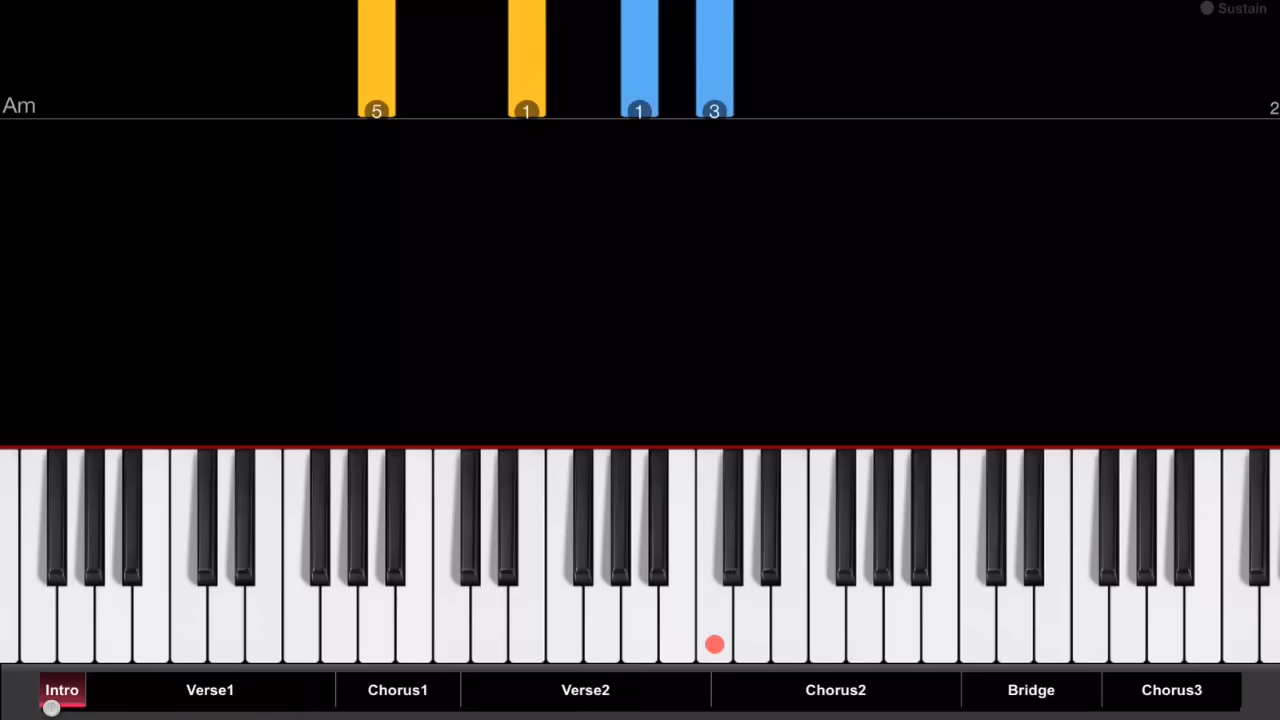 Sustain
Am
5 1 1 3
2
Intro Verse1 Chorus1 Verse2 Chorus2 Bridge Chorus3